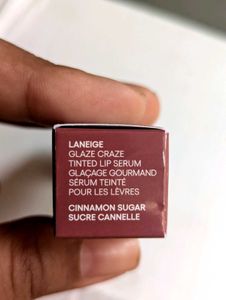 LANEIGE
GLAZE CRAZE
TINTED LIP SERUM
GLAÇAGE GOURMAND
SÉRUM TEINTÉ
POUR LES LÈVRES
CINNAMON SUGAR
SUCRE CANNELLE